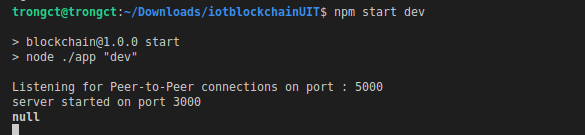 trongct@trongct:~/Downloads/iotblockchainUIT$ npm start dev
> blockchain@1.0.0 start
> node ./app "dev"
Listening for Peer-to-Peer connections on port : 5000
server started on port 3000
null